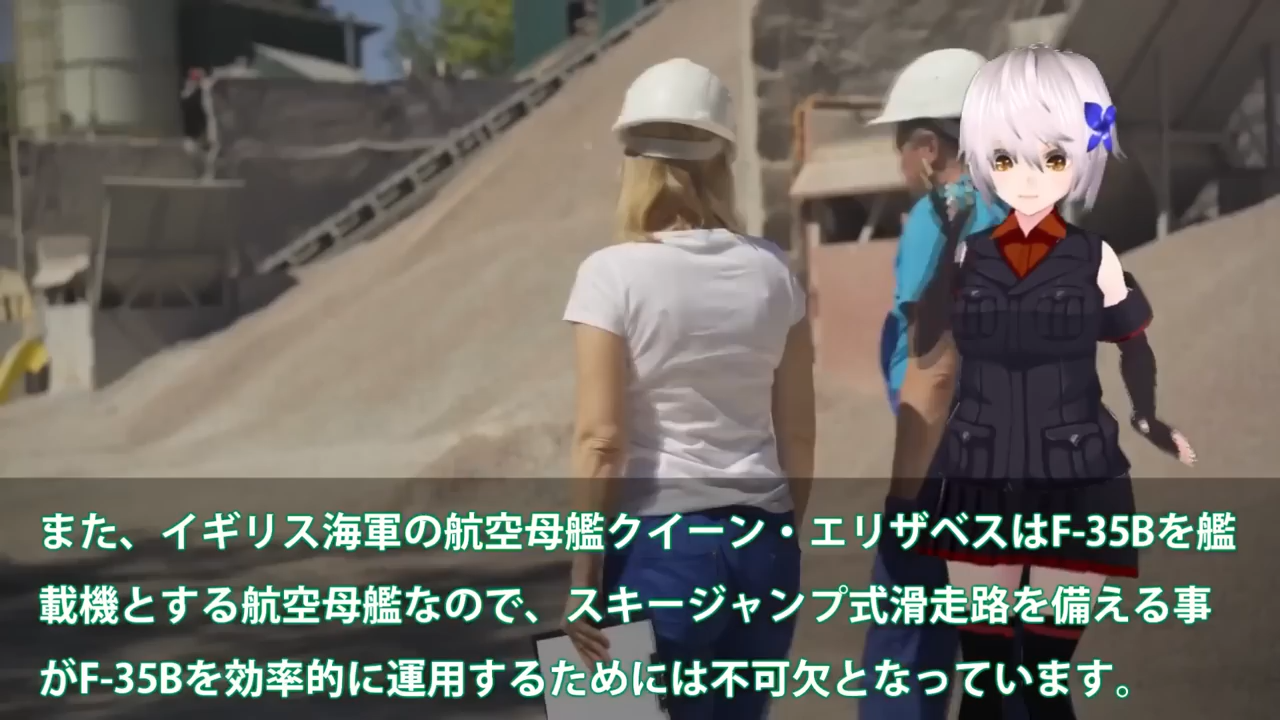 また、イギリス海軍の航空母艦クイーン・エリザベスはF-35Bを艦
載機とする航空母艦なので、スキージャンプ式滑走路を備える事
がF-35Bを効率的に運用するためには不可欠となっています。